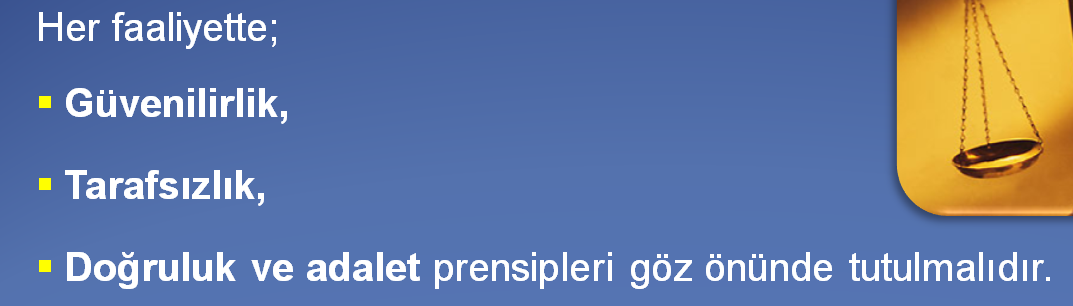 Her faaliyette;
▪ Güvenilirlik,
▪ Tarafsızlık,
▪ Doğruluk ve adalet prensipleri göz önünde tutulmalıdır.